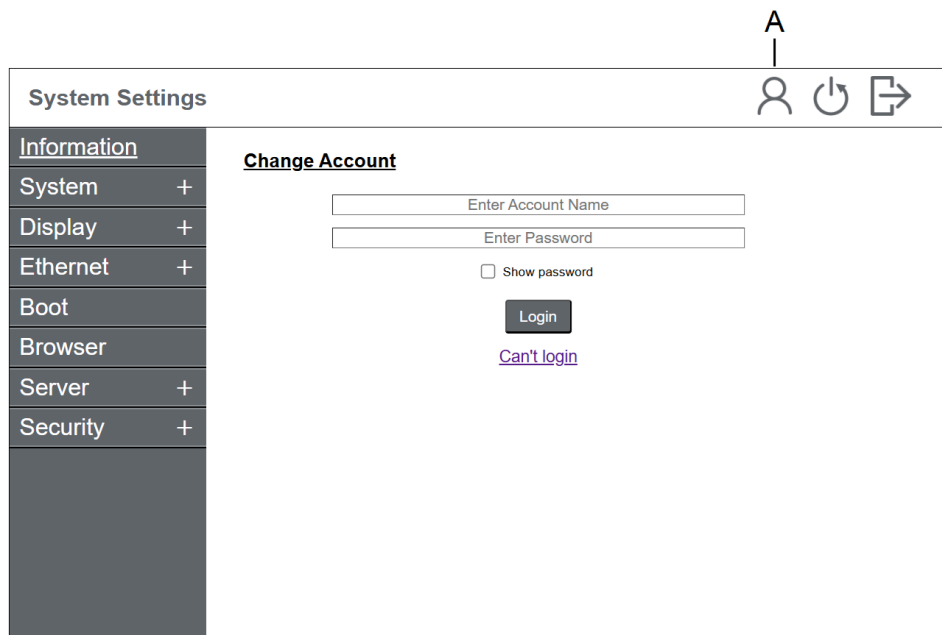 A
System Settings
Information
Change Account
System +
Enter Account Name
Display +
Enter Password
Ethernet +
Show password
Boot
Login
Browser
Can't login
Server +
Security +